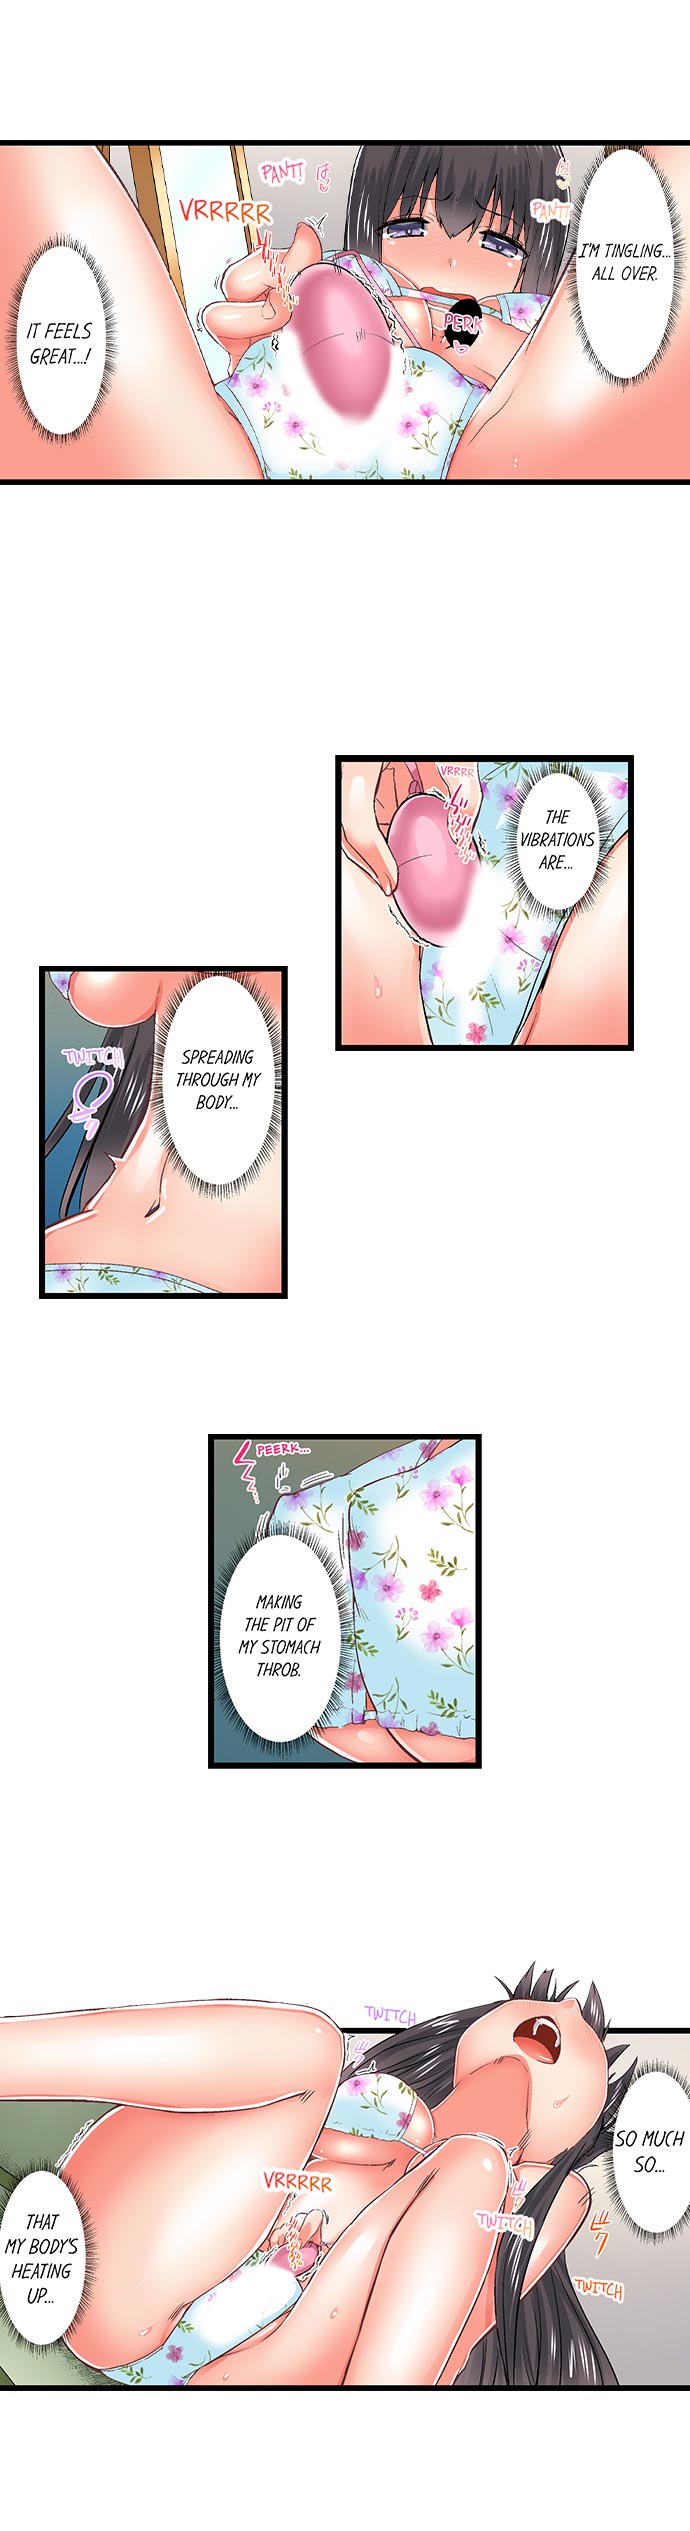 PANT!
は
VRRRRR
PANT!
は
I'M TINGLING...
ALL OVER.
PERK
IT FEELS
GREAT...!
VRRRR
THE
VIBRATIONS
ARE...
TWITCH
SPREADING
THROUGH MY
BODY...
PEERK...
MAKING
THE PIT OF
MY STOMACH
THROB.
TWITCH
SO MUCH
SO...
VRRRRR
TWITCH
THAT
MY BODY'S
HEATING
UP...
TWITCH